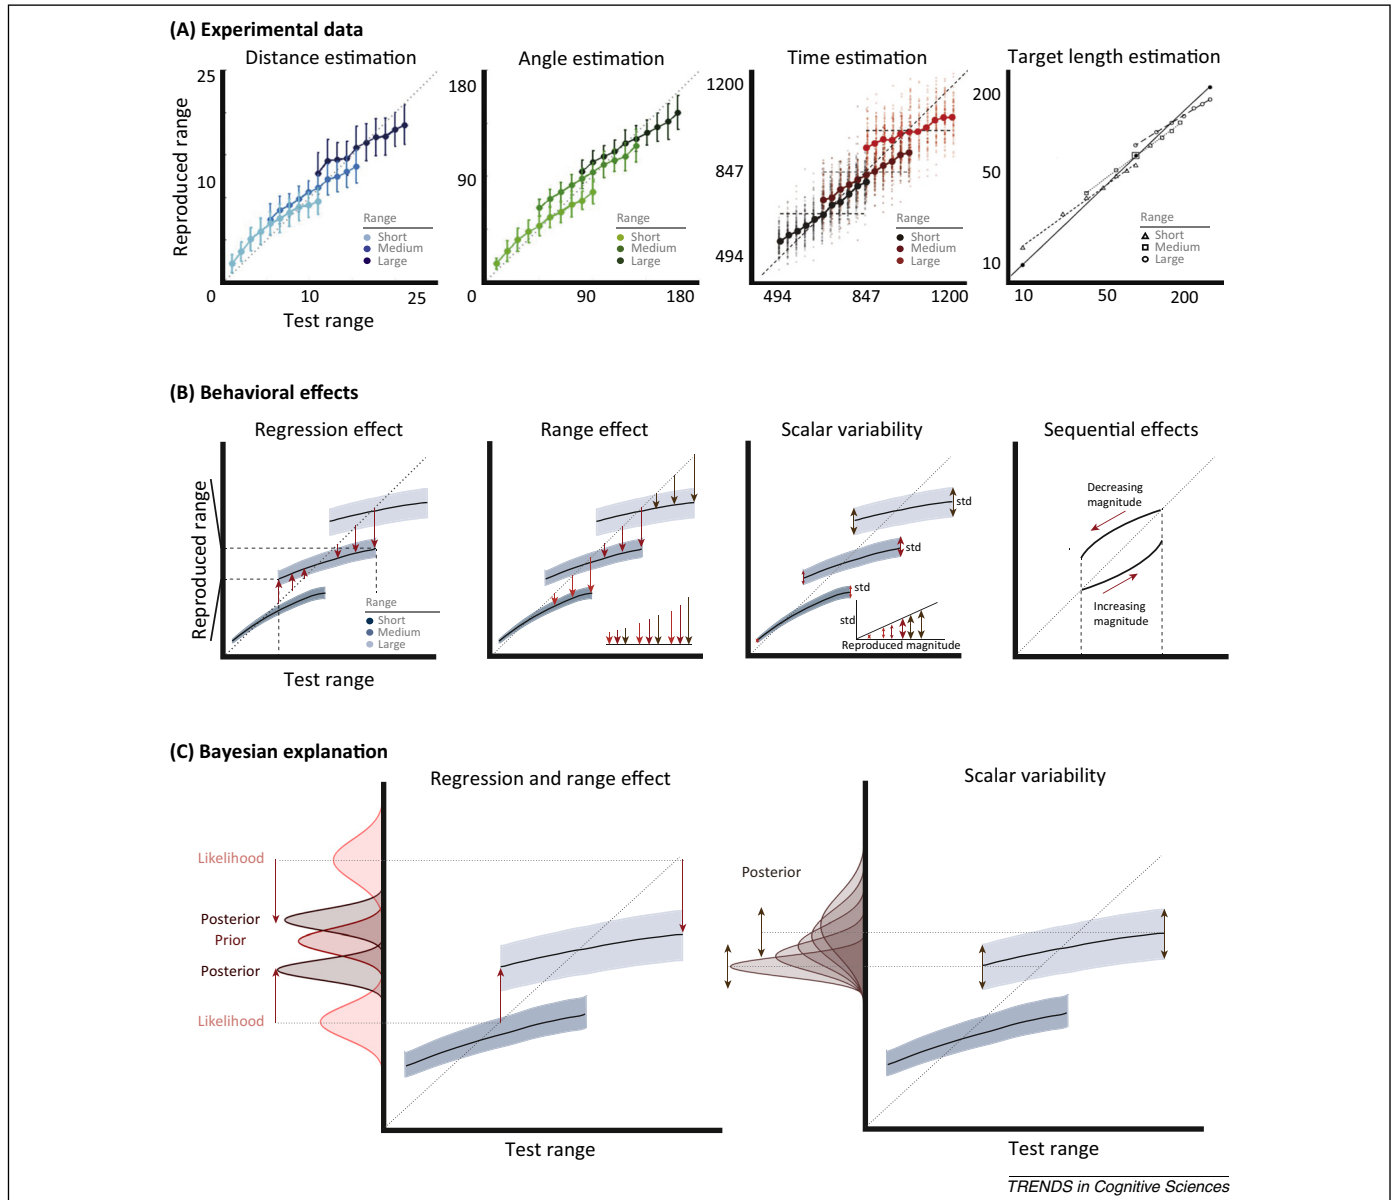 (A) Experimental data
Distance estimation
Angle estimation
Time estimation
Target length estimation
Reproduced range
25
10
0
10
25
Test range
Range
Short
Medium
Large
180
90
0
90
180
Range
Short
Medium
Large
1200
847
494
494
847
1200
Range
Short
Medium
Large
200
50
10
10
50
200
Range
Short
Medium
Large
(B) Behavioral effects
Regression effect
Range effect
Scalar variability
Sequential effects
Reproduced range
Range
Short
Medium
Large
Test range
std
std
std
std
Reproduced magnitude
Decreasing
magnitude
Increasing
magnitude
(C) Bayesian explanation
Regression and range effect
Scalar variability
Likelihood
Posterior
Prior
Posterior
Likelihood
Test range
Posterior
Test range
TRENDS in Cognitive Sciences